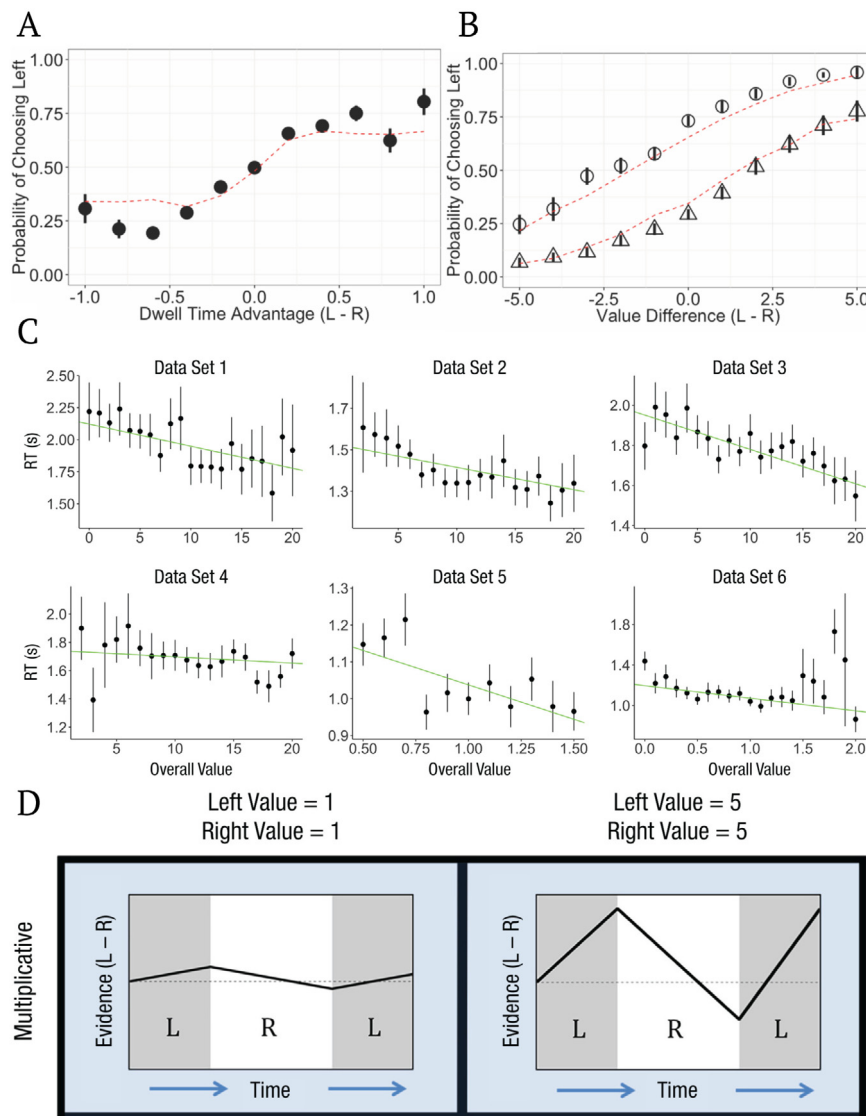 A
B
Probability of Choosing Left
1.00
0.75
0.50
0.25
0.00
-1.0
-0.5
0.0
0.5
1.0
Dwell Time Advantage (L - R)
Probability of Choosing Left
1.00
0.75
0.50
0.25
0.00
-5.0
-2.5
0.0
2.5
5.0
Value Difference (L - R)
C
Data Set 1
Data Set 2
Data Set 3
RT (s)
2.50
2.25
2.00
1.75
1.50
0
5
10
15
20
1.7
1.5
1.3
5
10
15
20
2.0
1.8
1.6
1.4
0
5
10
15
20
Data Set 4
Data Set 5
Data Set 6
RT (s)
2.0
1.8
1.6
1.4
1.2
5
10
15
20
Overall Value
1.3
1.2
1.1
1.0
0.9
0.50
0.75
1.00
1.25
1.50
Overall Value
1.8
1.4
1.0
0.0
0.5
1.0
1.5
2.0
Overall Value
D
Left Value = 1
Right Value = 1
Left Value = 5
Right Value = 5
Multiplicative
Evidence (L – R)
L
R
L
Time
Evidence (L – R)
L
R
L
Time